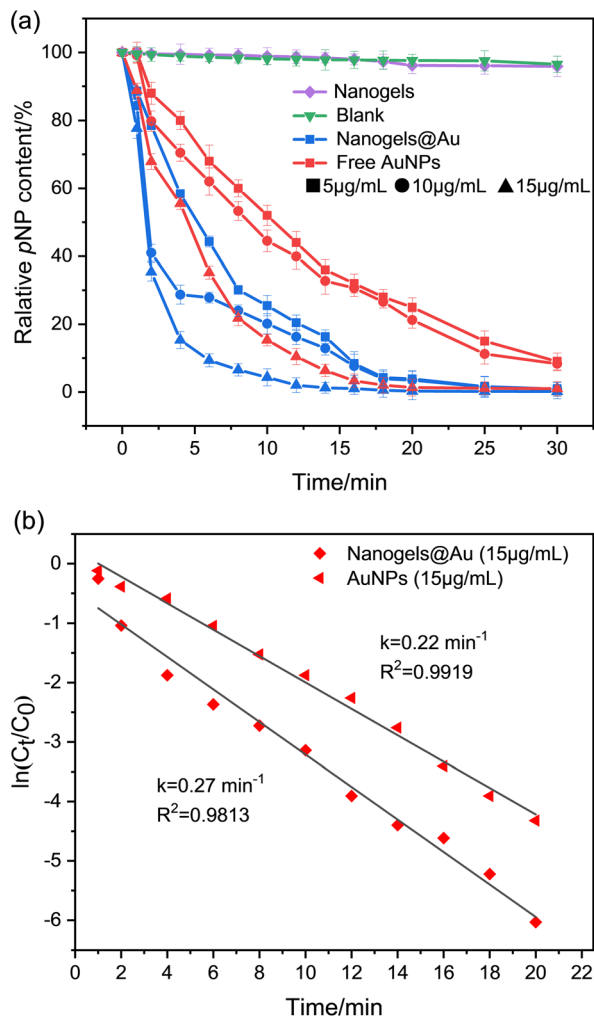 (a)
100
80
60
40
20
0
Ralative pNP content/%
Nanogels
Blank
Nanogels@Au
Free AuNPs
5μg/mL 10μg/mL 15μg/mL
0 5 10 15 20 25 30
Time/min
(b)
0
-1
-2
-3
-4
-5
-6
ln(Ct/C0)
Nanogels@Au (15μg/mL)
AuNPs (15μg/mL)
k=0.22 min⁻¹
R²=0.9919
k=0.27 min⁻¹
R²=0.9813
2 4 6 8 10 12 14 16 18 20 22
Time/min